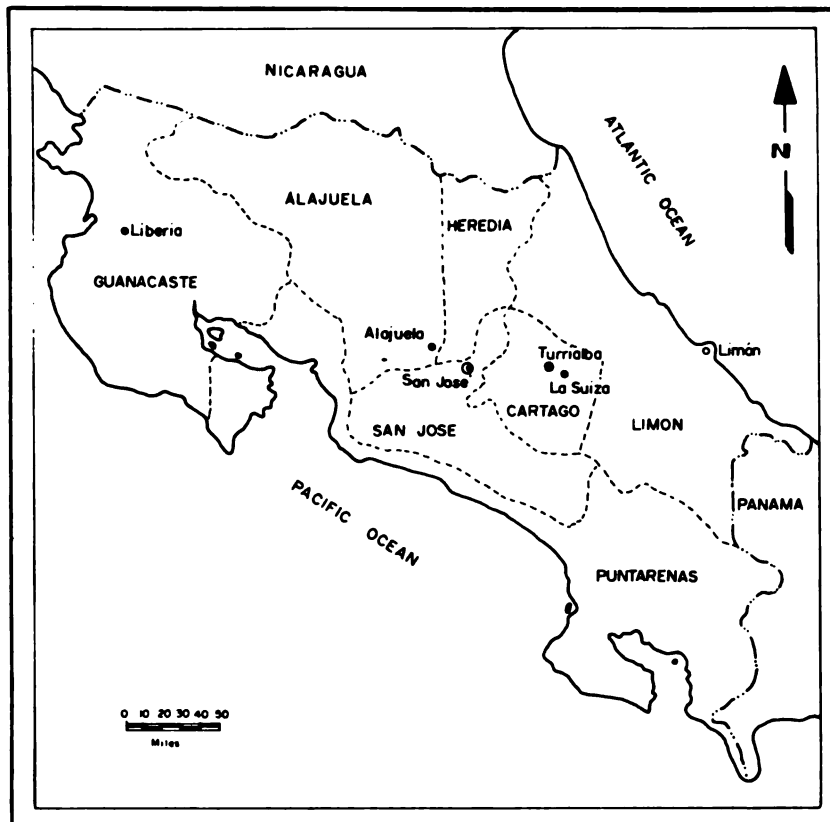 NICARAGUA
N
ATLANTIC OCEAN
ALAJUELA
HEREDIA
Liberia
GUANACASTE
Alajuela
Limón
Turrialba
San Jose
La Suiza
CARTAGO
SAN JOSE
LIMON
PACIFIC OCEAN
PANAMA
PUNTARENAS
0 10 20 30 40 50
Miles